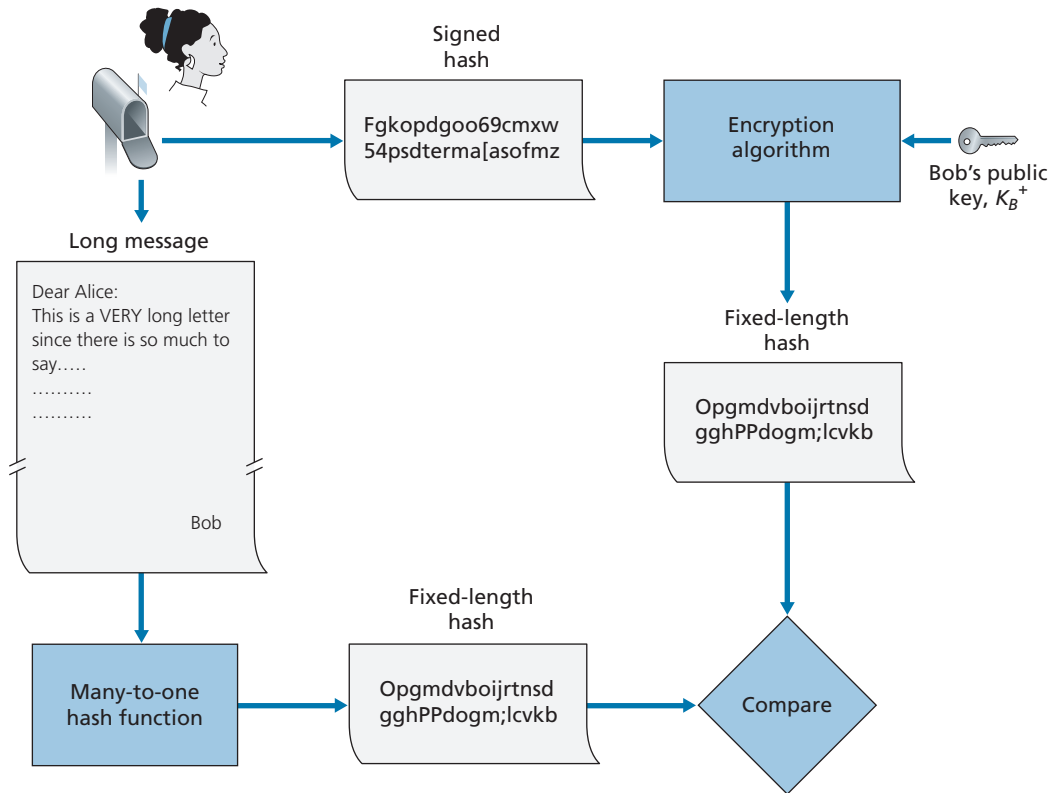 Signed
hash
Fgkopdgoo69cmxw
54psdterma[asofmz
Encryption
algorithm
Bob's public
key, K_B^+
Long message
Dear Alice:
This is a VERY long letter
since there is so much to
say.....
..........
..........
Bob
Fixed-length
hash
Opgmdvboijrtnsd
gghPPdogm;lcvkb
Many-to-one
hash function
Fixed-length
hash
Opgmdvboijrtnsd
gghPPdogm;lcvkb
Compare